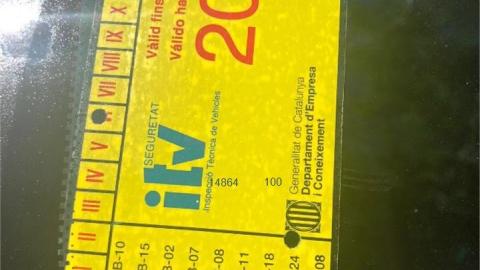 II III IV V VII VIII IX X
Vàlid fins
Válido ha
20
SEGURETAT
itv
Inspecció Tècnica de Vehicles
14864 100
Generalitat de Catalunya
Departament d'Empresa
i Coneixement
B-10
B-15
B-02
B-07
-08
-11
-18
24
08